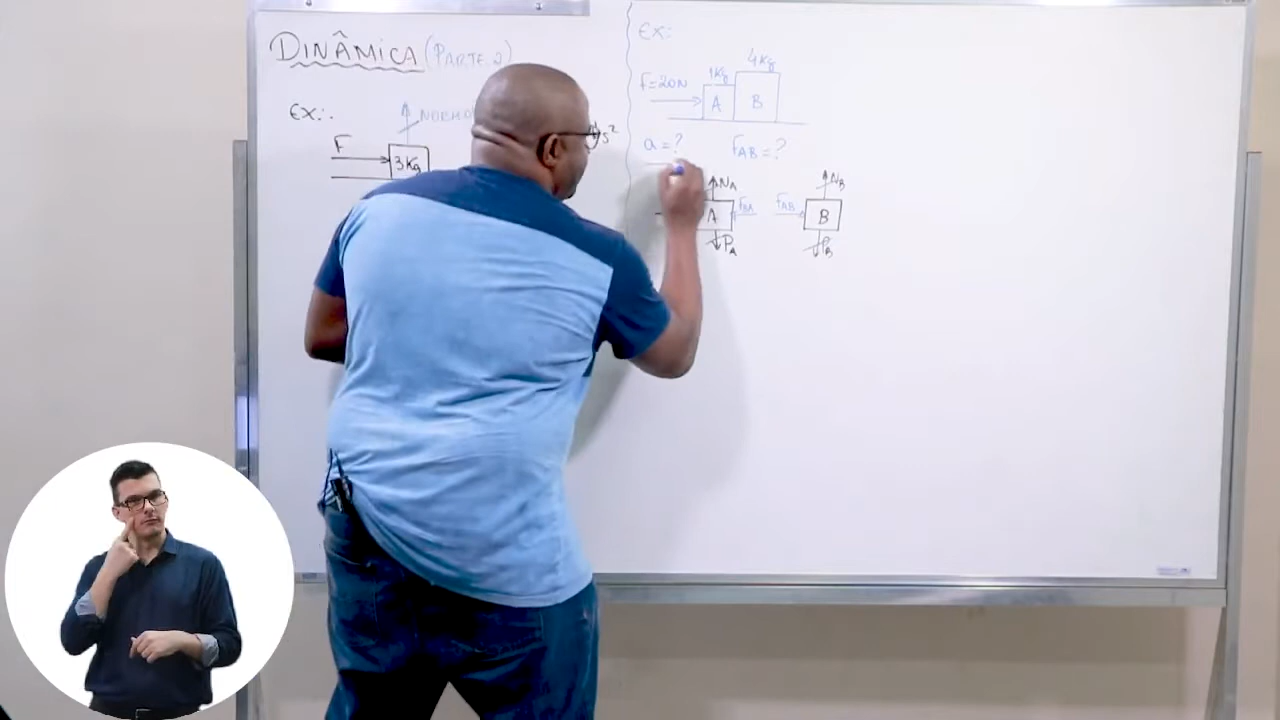 DINÂMICA (PARTE 2)
Ex:.
F
3Kg
Ex:
4Kg
1Kg
F=20N
A
B
a=?
FAB=?
NA
NB
A
FBA
FAB
B
PA
PB